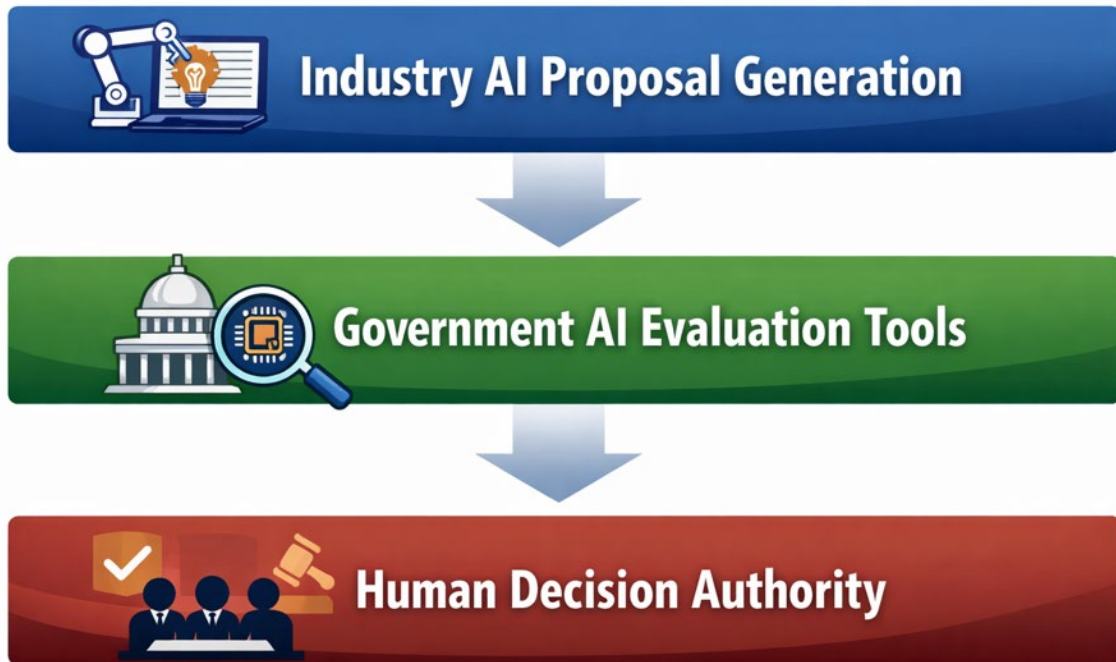 Industry AI Proposal Generation
Government AI Evaluation Tools
Human Decision Authority